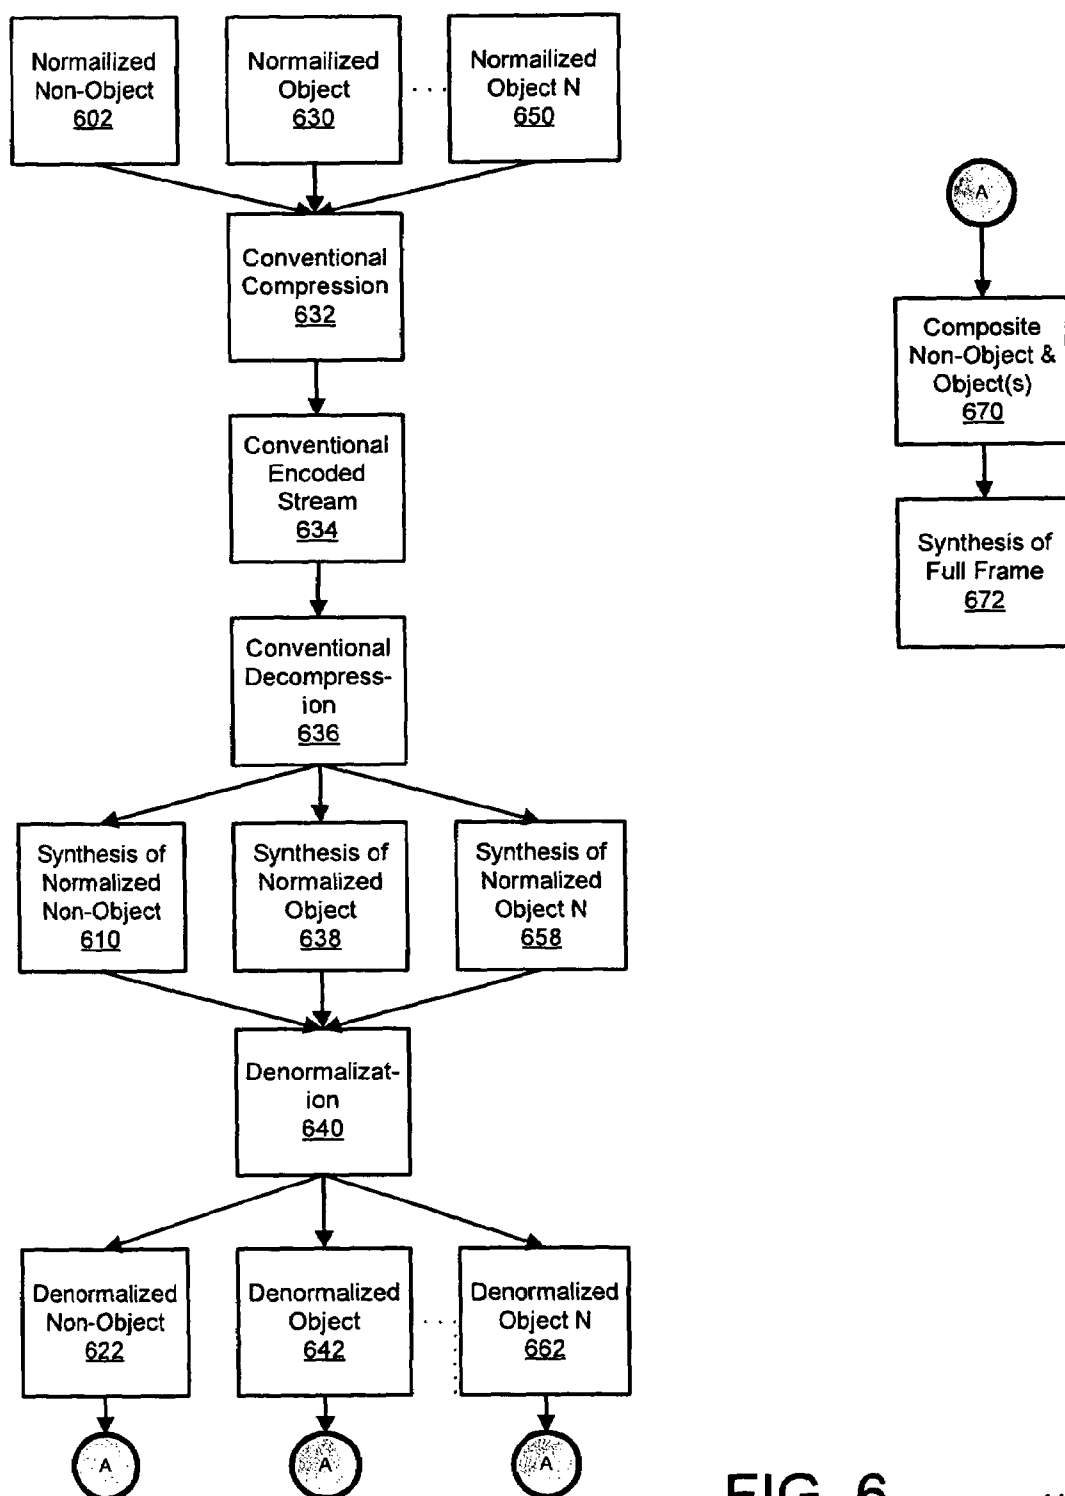 Normailized
Non-Object
602
Normailized
Object
630
Normailized
Object N
650
Conventional
Compression
632
Conventional
Encoded
Stream
634
Conventional
Decompress-
ion
636
Synthesis of
Normalized
Non-Object
610
Synthesis of
Normalized
Object
638
Synthesis of
Normalized
Object N
658
Denormalizat-
ion
640
Denormalized
Non-Object
622
Denormalized
Object
642
Denormalized
Object N
662
A
A
A
A
Composite
Non-Object &
Object(s)
670
Synthesis of
Full Frame
672
FIG. 6